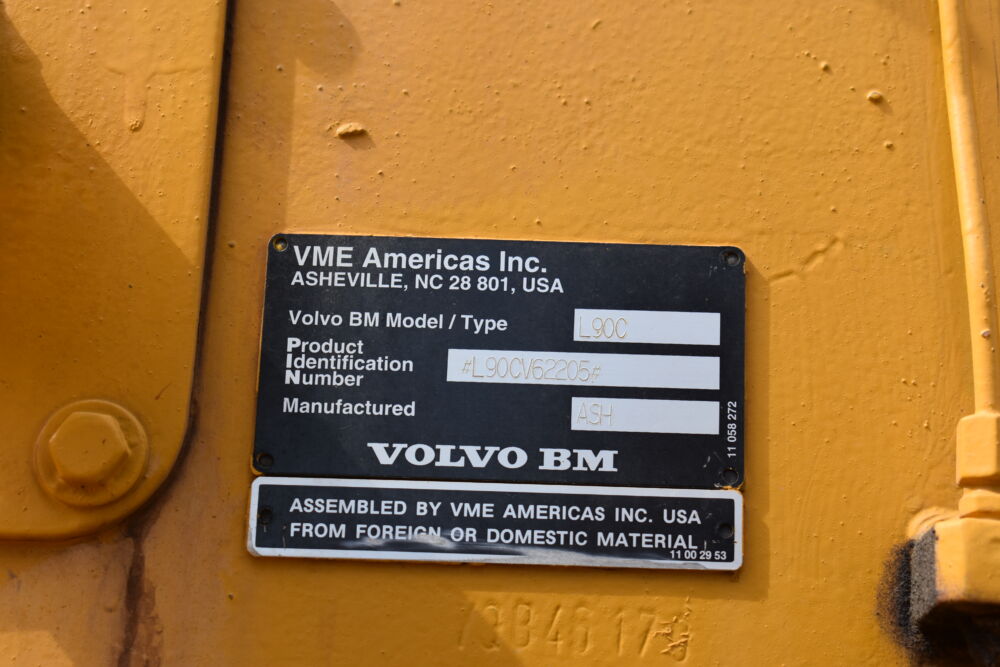 VME Americas Inc.
ASHEVILLE, NC 28 801, USA
Volvo BM Model / Type L90C
Product
Identification #L90CV62205#
Number
Manufactured ASH
11 058 272
VOLVO BM
ASSEMBLED BY VME AMERICAS INC. USA
FROM FOREIGN OR DOMESTIC MATERIAL
11 00 29 53